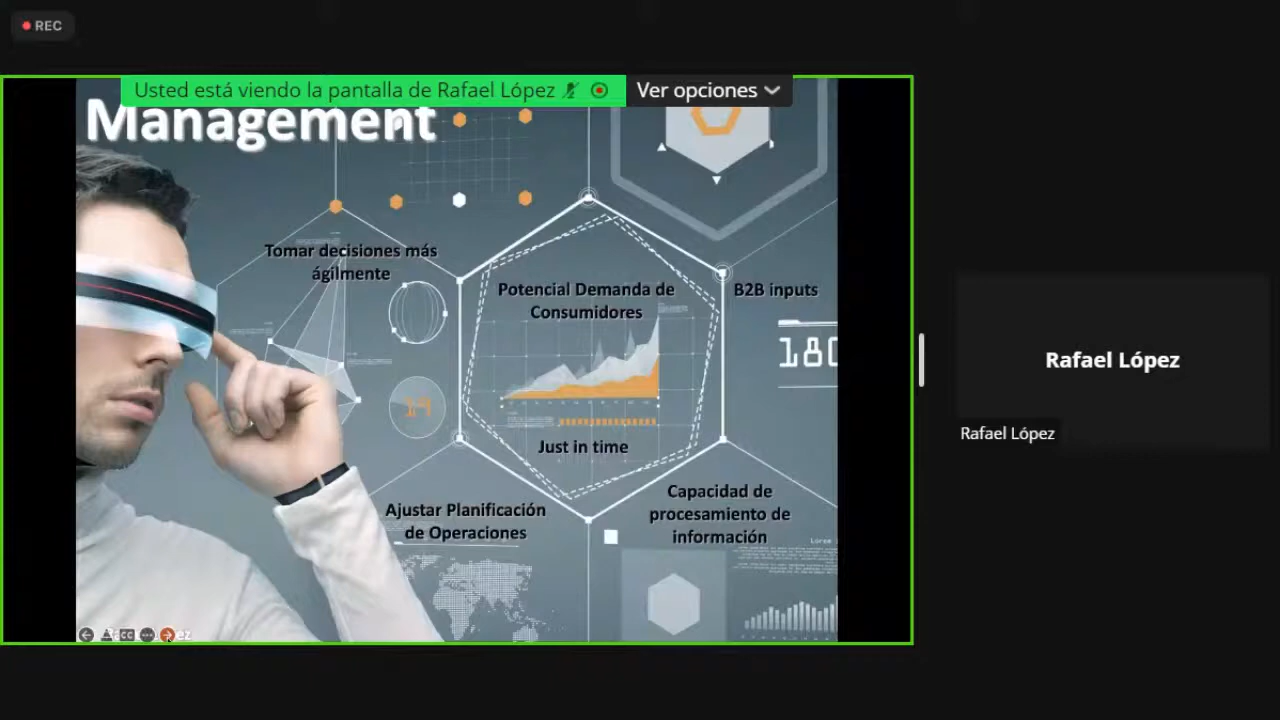 REC
Usted está viendo la pantalla de Rafael López
Ver opciones
Management
Tomar decisiones más
ágilmente
Potencial Demanda de
Consumidores
B2B inputs
180
19
Just in time
Ajustar Planificación
de Operaciones
Capacidad de
procesamiento de
información
Rafael López
Rafael López